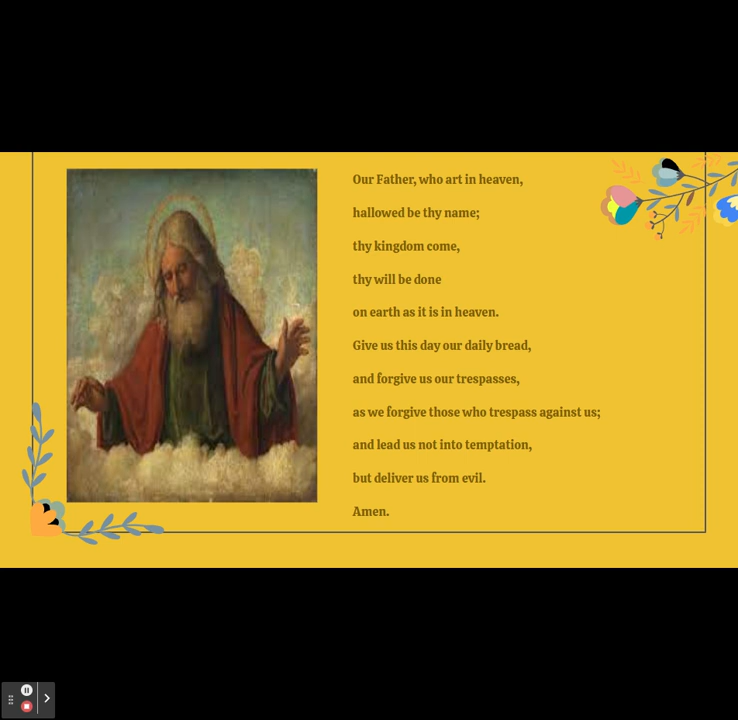 Our Father, who art in heaven,
hallowed be thy name;
thy kingdom come,
thy will be done
on earth as it is in heaven.
Give us this day our daily bread,
and forgive us our trespasses,
as we forgive those who trespass against us;
and lead us not into temptation,
but deliver us from evil.
Amen.